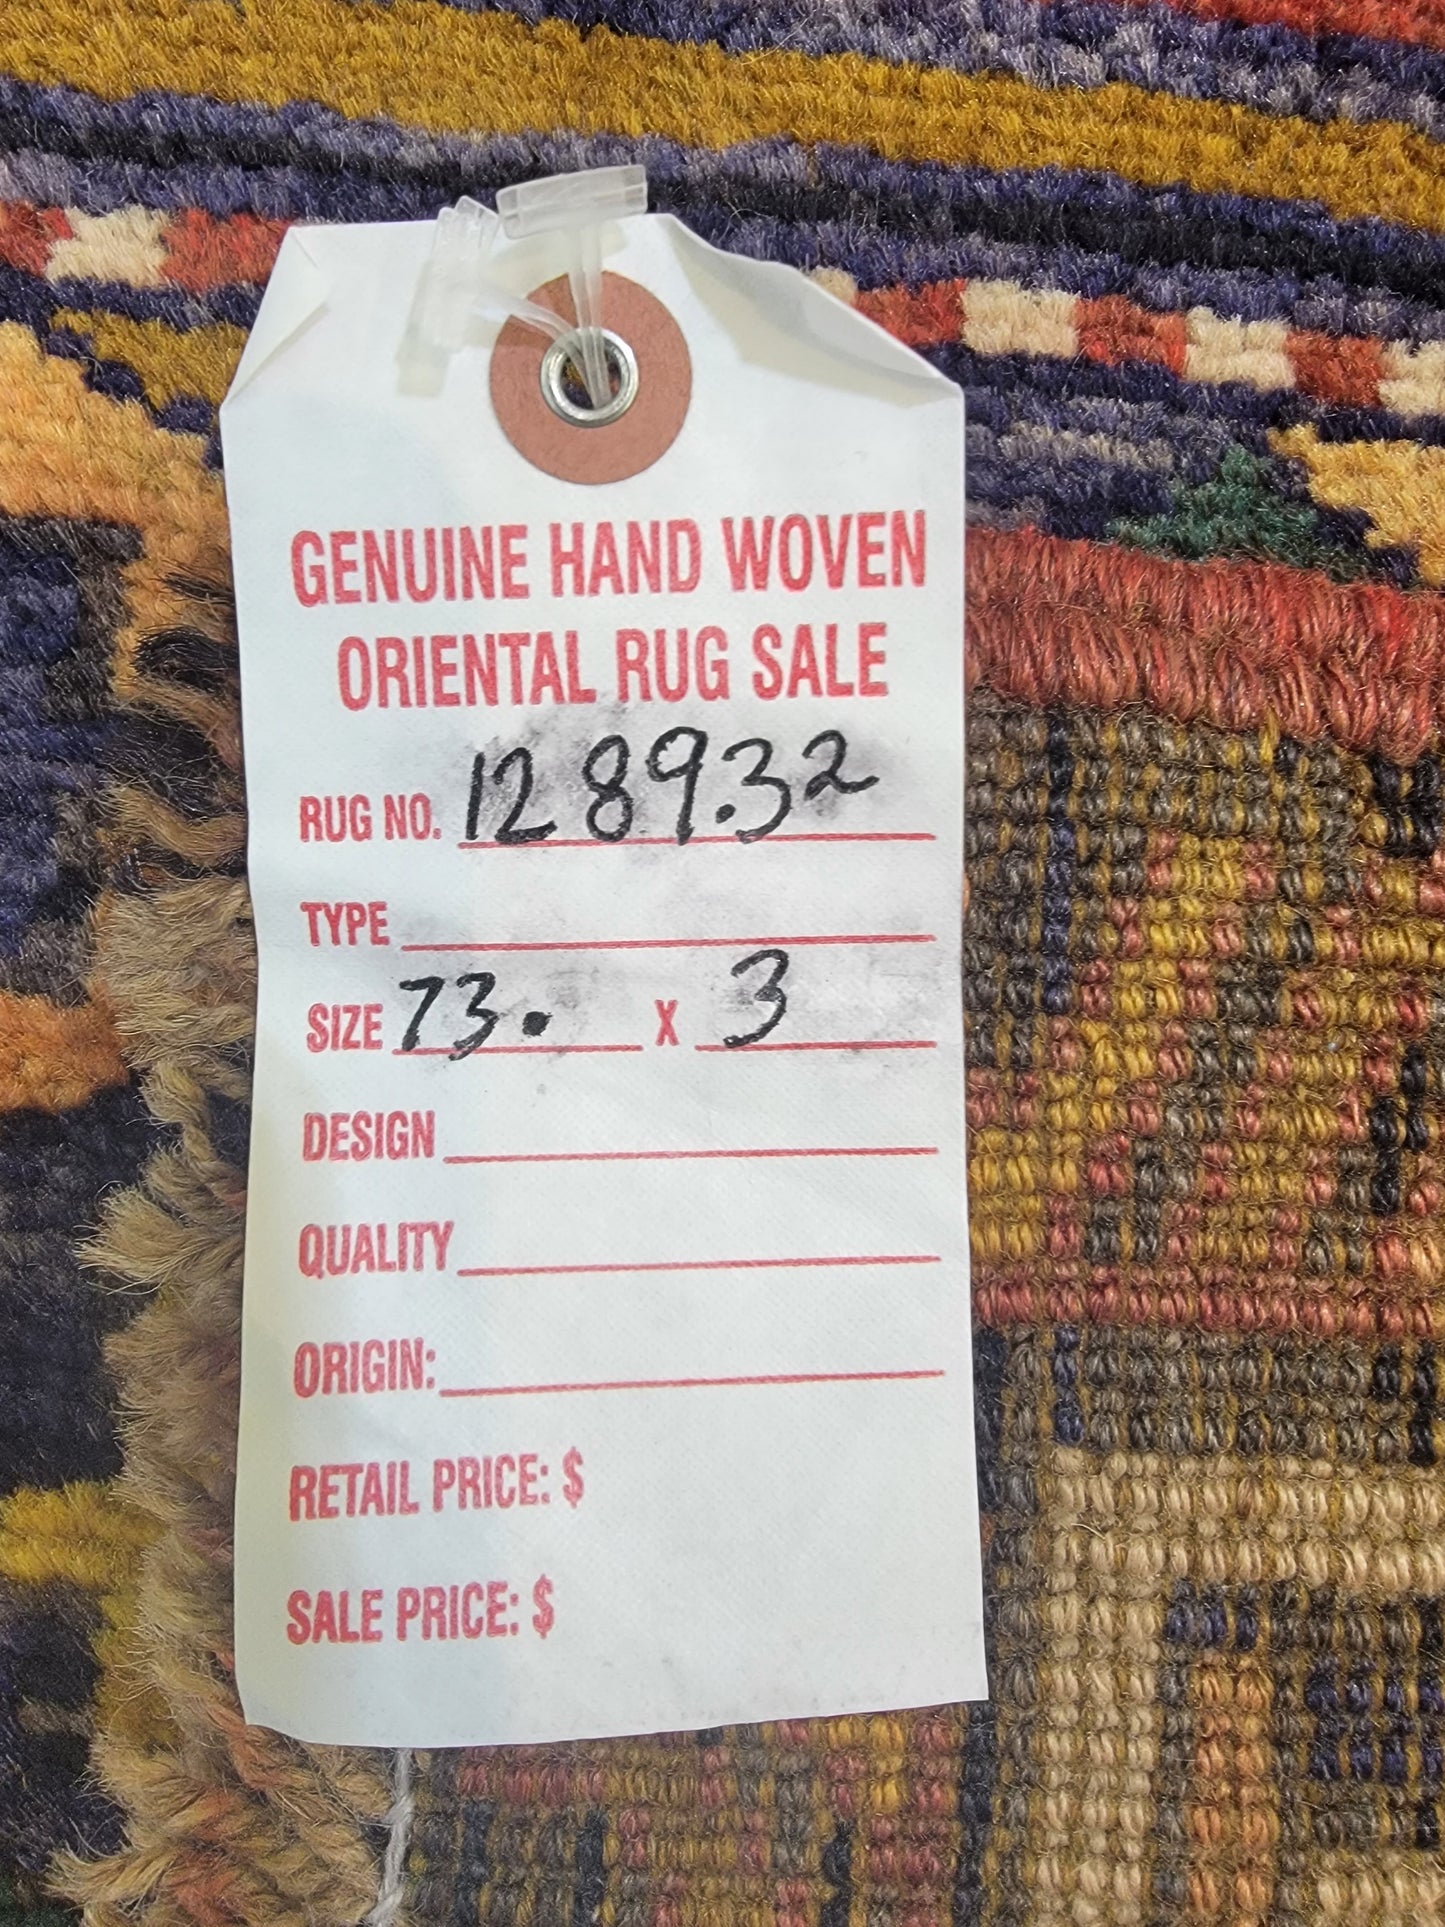 GENUINE HAND WOVEN
ORIENTAL RUG SALE
RUG NO. 1289.32
TYPE
SIZE 73. X 3
DESIGN
QUALITY
ORIGIN:
RETAIL PRICE: $
SALE PRICE: $